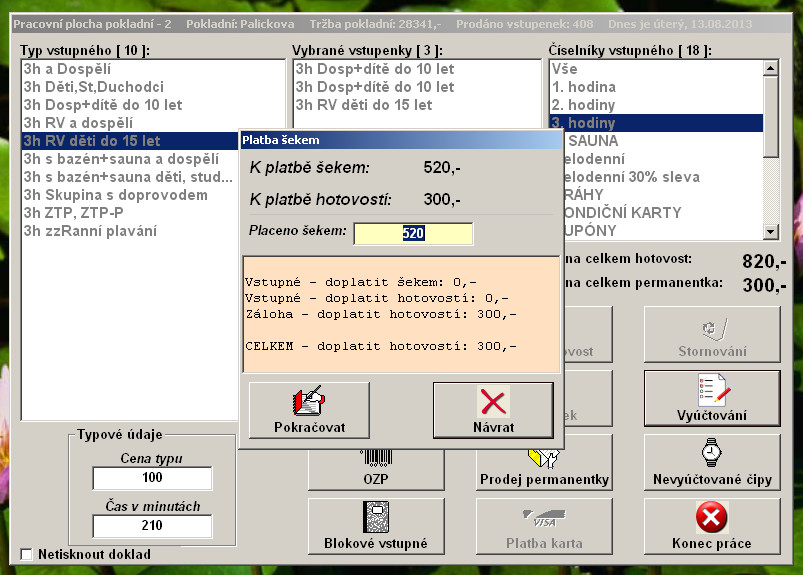 Pracovní plocha pokladní - 2 Pokladní: Palickova Tržba pokladní: 28341,- Prodáno vstupenek: 408 Dnes je úterý, 13.08.2013
Typ vstupného [ 10 ]:
3h a Dospělí
3h Děti,St,Duchodci
3h Dosp+dítě do 10 let
3h RV a dospělí
3h RV děti do 15 let
3h s bazén+sauna a dospělí
3h s bazén+sauna děti, stud...
3h Skupina s doprovodem
3h ZTP, ZTP-P
3h zzRanní plavání
Vybrané vstupenky [ 3 ]:
3h Dosp+dítě do 10 let
3h Dosp+dítě do 10 let
3h RV děti do 15 let
Číselníky vstupného [ 18 ]:
Vše
1. hodina
2. hodiny
3. hodiny
SAUNA
elodenní
elodenní 30% sleva
RÁHY
ONDIČNÍ KARTY
UPÓNY
Platba šekem
K platbě šekem: 520,-
K platbě hotovostí: 300,-
Placeno šekem: 520
Vstupné - doplatit šekem: 0,-
Vstupné - doplatit hotovostí: 0,-
Záloha - doplatit hotovostí: 300,-
CELKEM - doplatit hotovostí: 300,-
Pokračovat
Návrat
na celkem hotovost: 820,-
na celkem permanentka: 300,-
vost
Stornování
ek
Vyúčtování
Typové údaje
Cena typu
100
Čas v minutách
210
Netisknout doklad
OZP
Prodej permanentky
Nevyúčtované čipy
Blokové vstupné
VISA
Platba karta
Konec práce